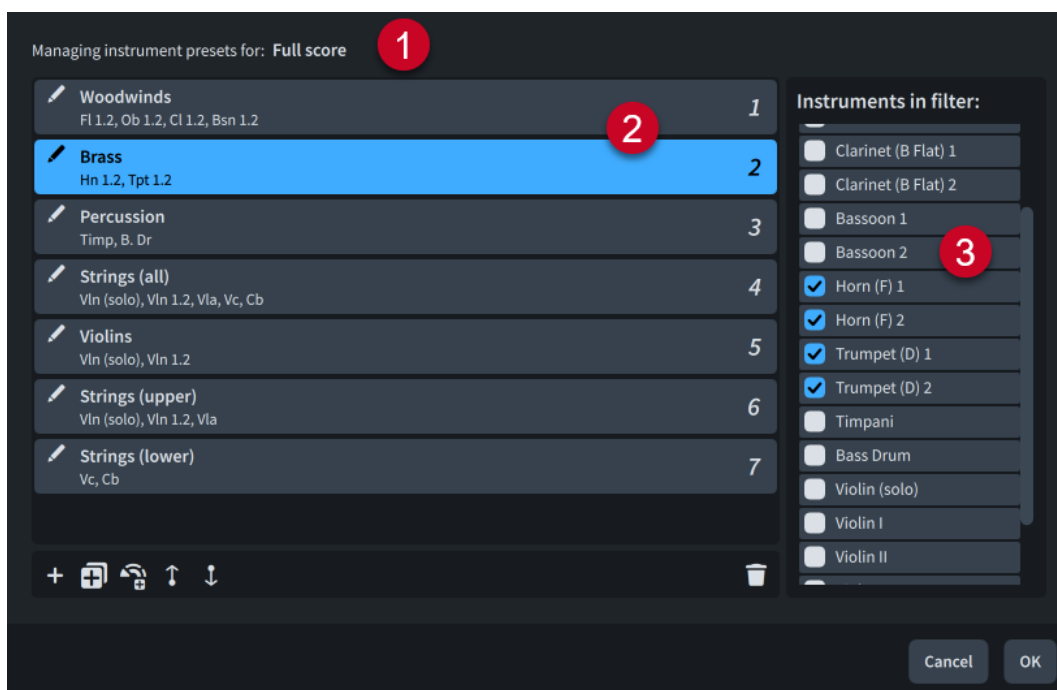 Managing instrument presets for: Full score
1
Woodwinds
Fl 1.2, Ob 1.2, Cl 1.2, Bsn 1.2
1
2
Brass
Hn 1.2, Tpt 1.2
2
Percussion
Timp, B. Dr
3
Strings (all)
Vln (solo), Vln 1.2, Vla, Vc, Cb
4
Violins
Vln (solo), Vln 1.2
5
Strings (upper)
Vln (solo), Vln 1.2, Vla
6
Strings (lower)
Vc, Cb
7
Instruments in filter:
Clarinet (B Flat) 1
Clarinet (B Flat) 2
Bassoon 1
Bassoon 2
3
Horn (F) 1
Horn (F) 2
Trumpet (D) 1
Trumpet (D) 2
Timpani
Bass Drum
Violin (solo)
Violin I
Violin II
Cancel
OK